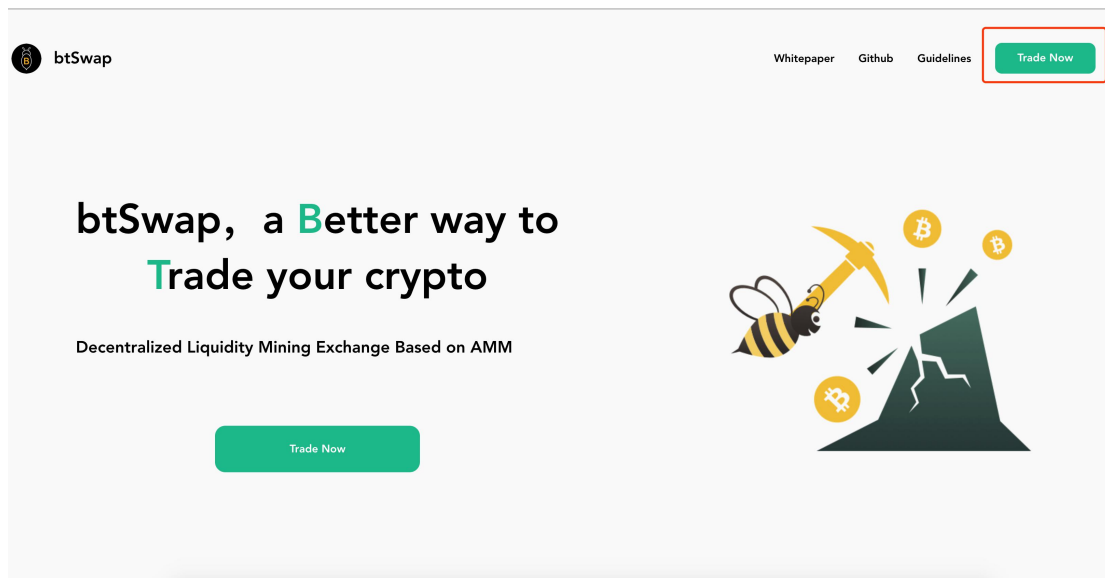 btSwap
Whitepaper Github Guidelines Trade Now
btSwap, a Better way to
Trade your crypto
Decentralized Liquidity Mining Exchange Based on AMM
Trade Now